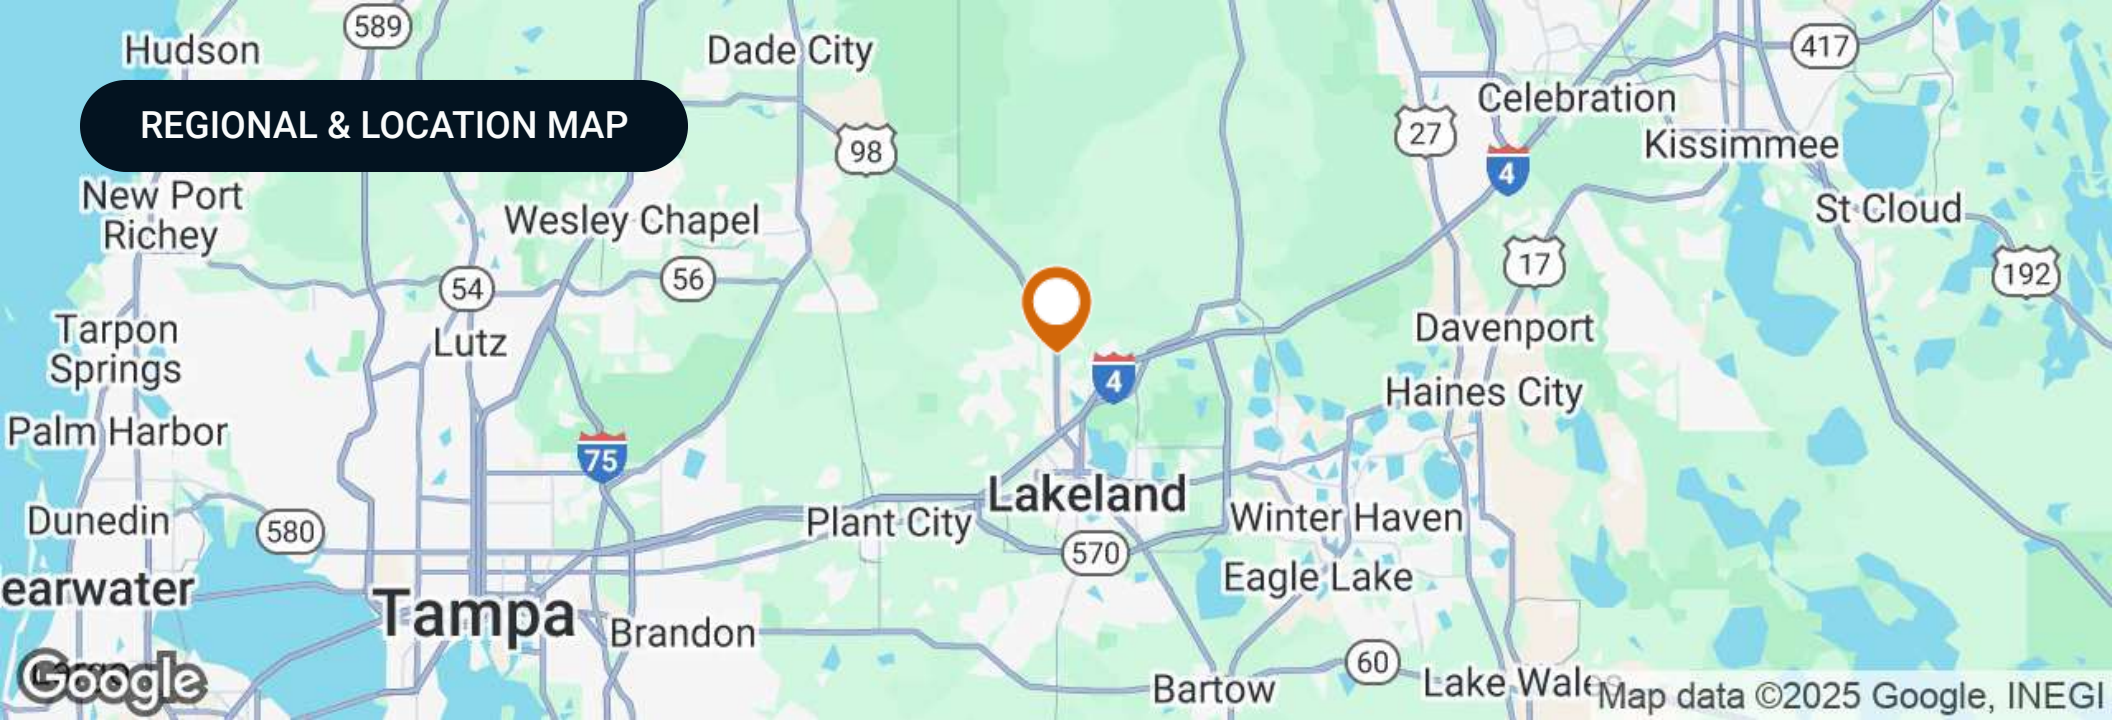 589
Hudson
Dade City
417
REGIONAL & LOCATION MAP
Celebration
27
Kissimmee
98
4
New Port
Richey
Wesley Chapel
St Cloud
17
192
54
56
Tarpon
Springs
Lutz
Davenport
4
Haines City
Palm Harbor
75
Lakeland
Dunedin
580
Plant City
Winter Haven
570
earwater
Eagle Lake
Tampa
Brandon
60
Google
Bartow
Lake Wales
Map data ©2025 Google, INEGI